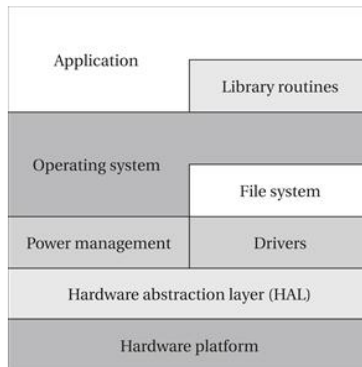 Application
Library routines
Operating system
File system
Power management
Drivers
Hardware abstraction layer (HAL)
Hardware platform